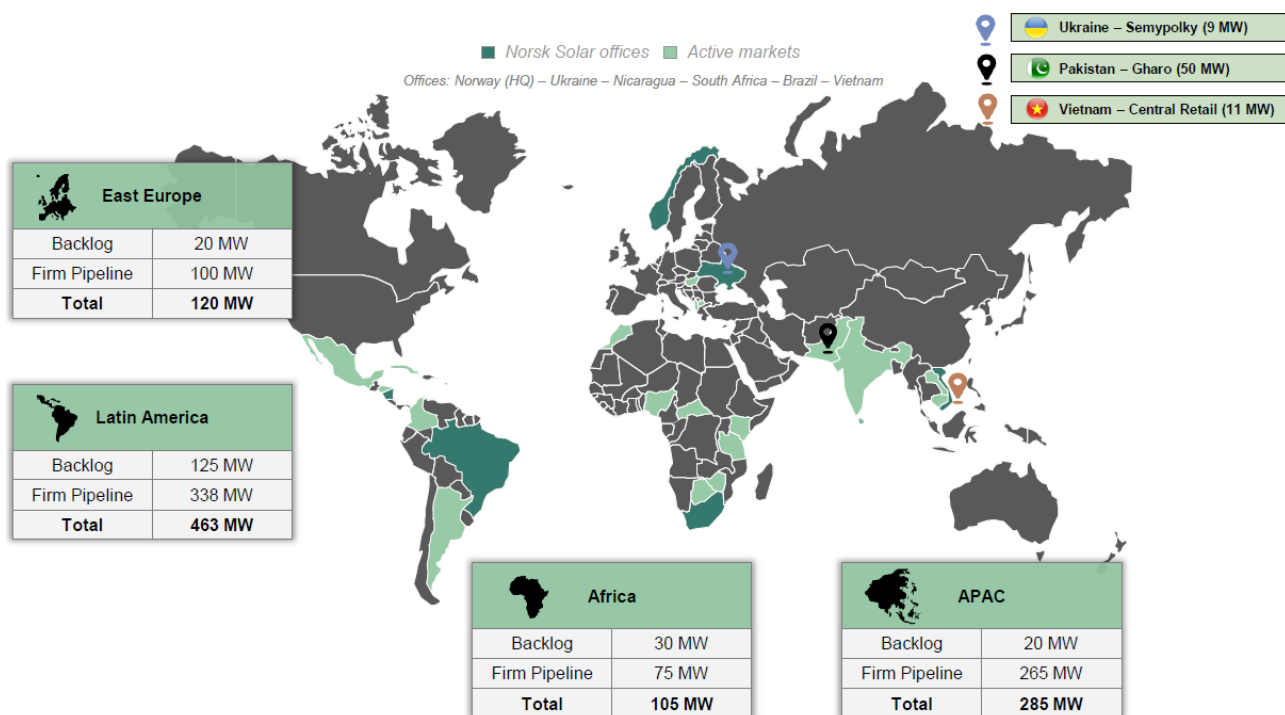 Ukraine – Semypolky (9 MW)
Norsk Solar offices Active markets
Pakistan – Gharo (50 MW)
Offices: Norway (HQ) – Ukraine – Nicaragua – South Africa – Brazil – Vietnam
Vietnam – Central Retail (11 MW)
East Europe
Backlog 20 MW
Firm Pipeline 100 MW
Total 120 MW
Latin America
Backlog 125 MW
Firm Pipeline 338 MW
Total 463 MW
Africa
Backlog 30 MW
Firm Pipeline 75 MW
Total 105 MW
APAC
Backlog 20 MW
Firm Pipeline 265 MW
Total 285 MW